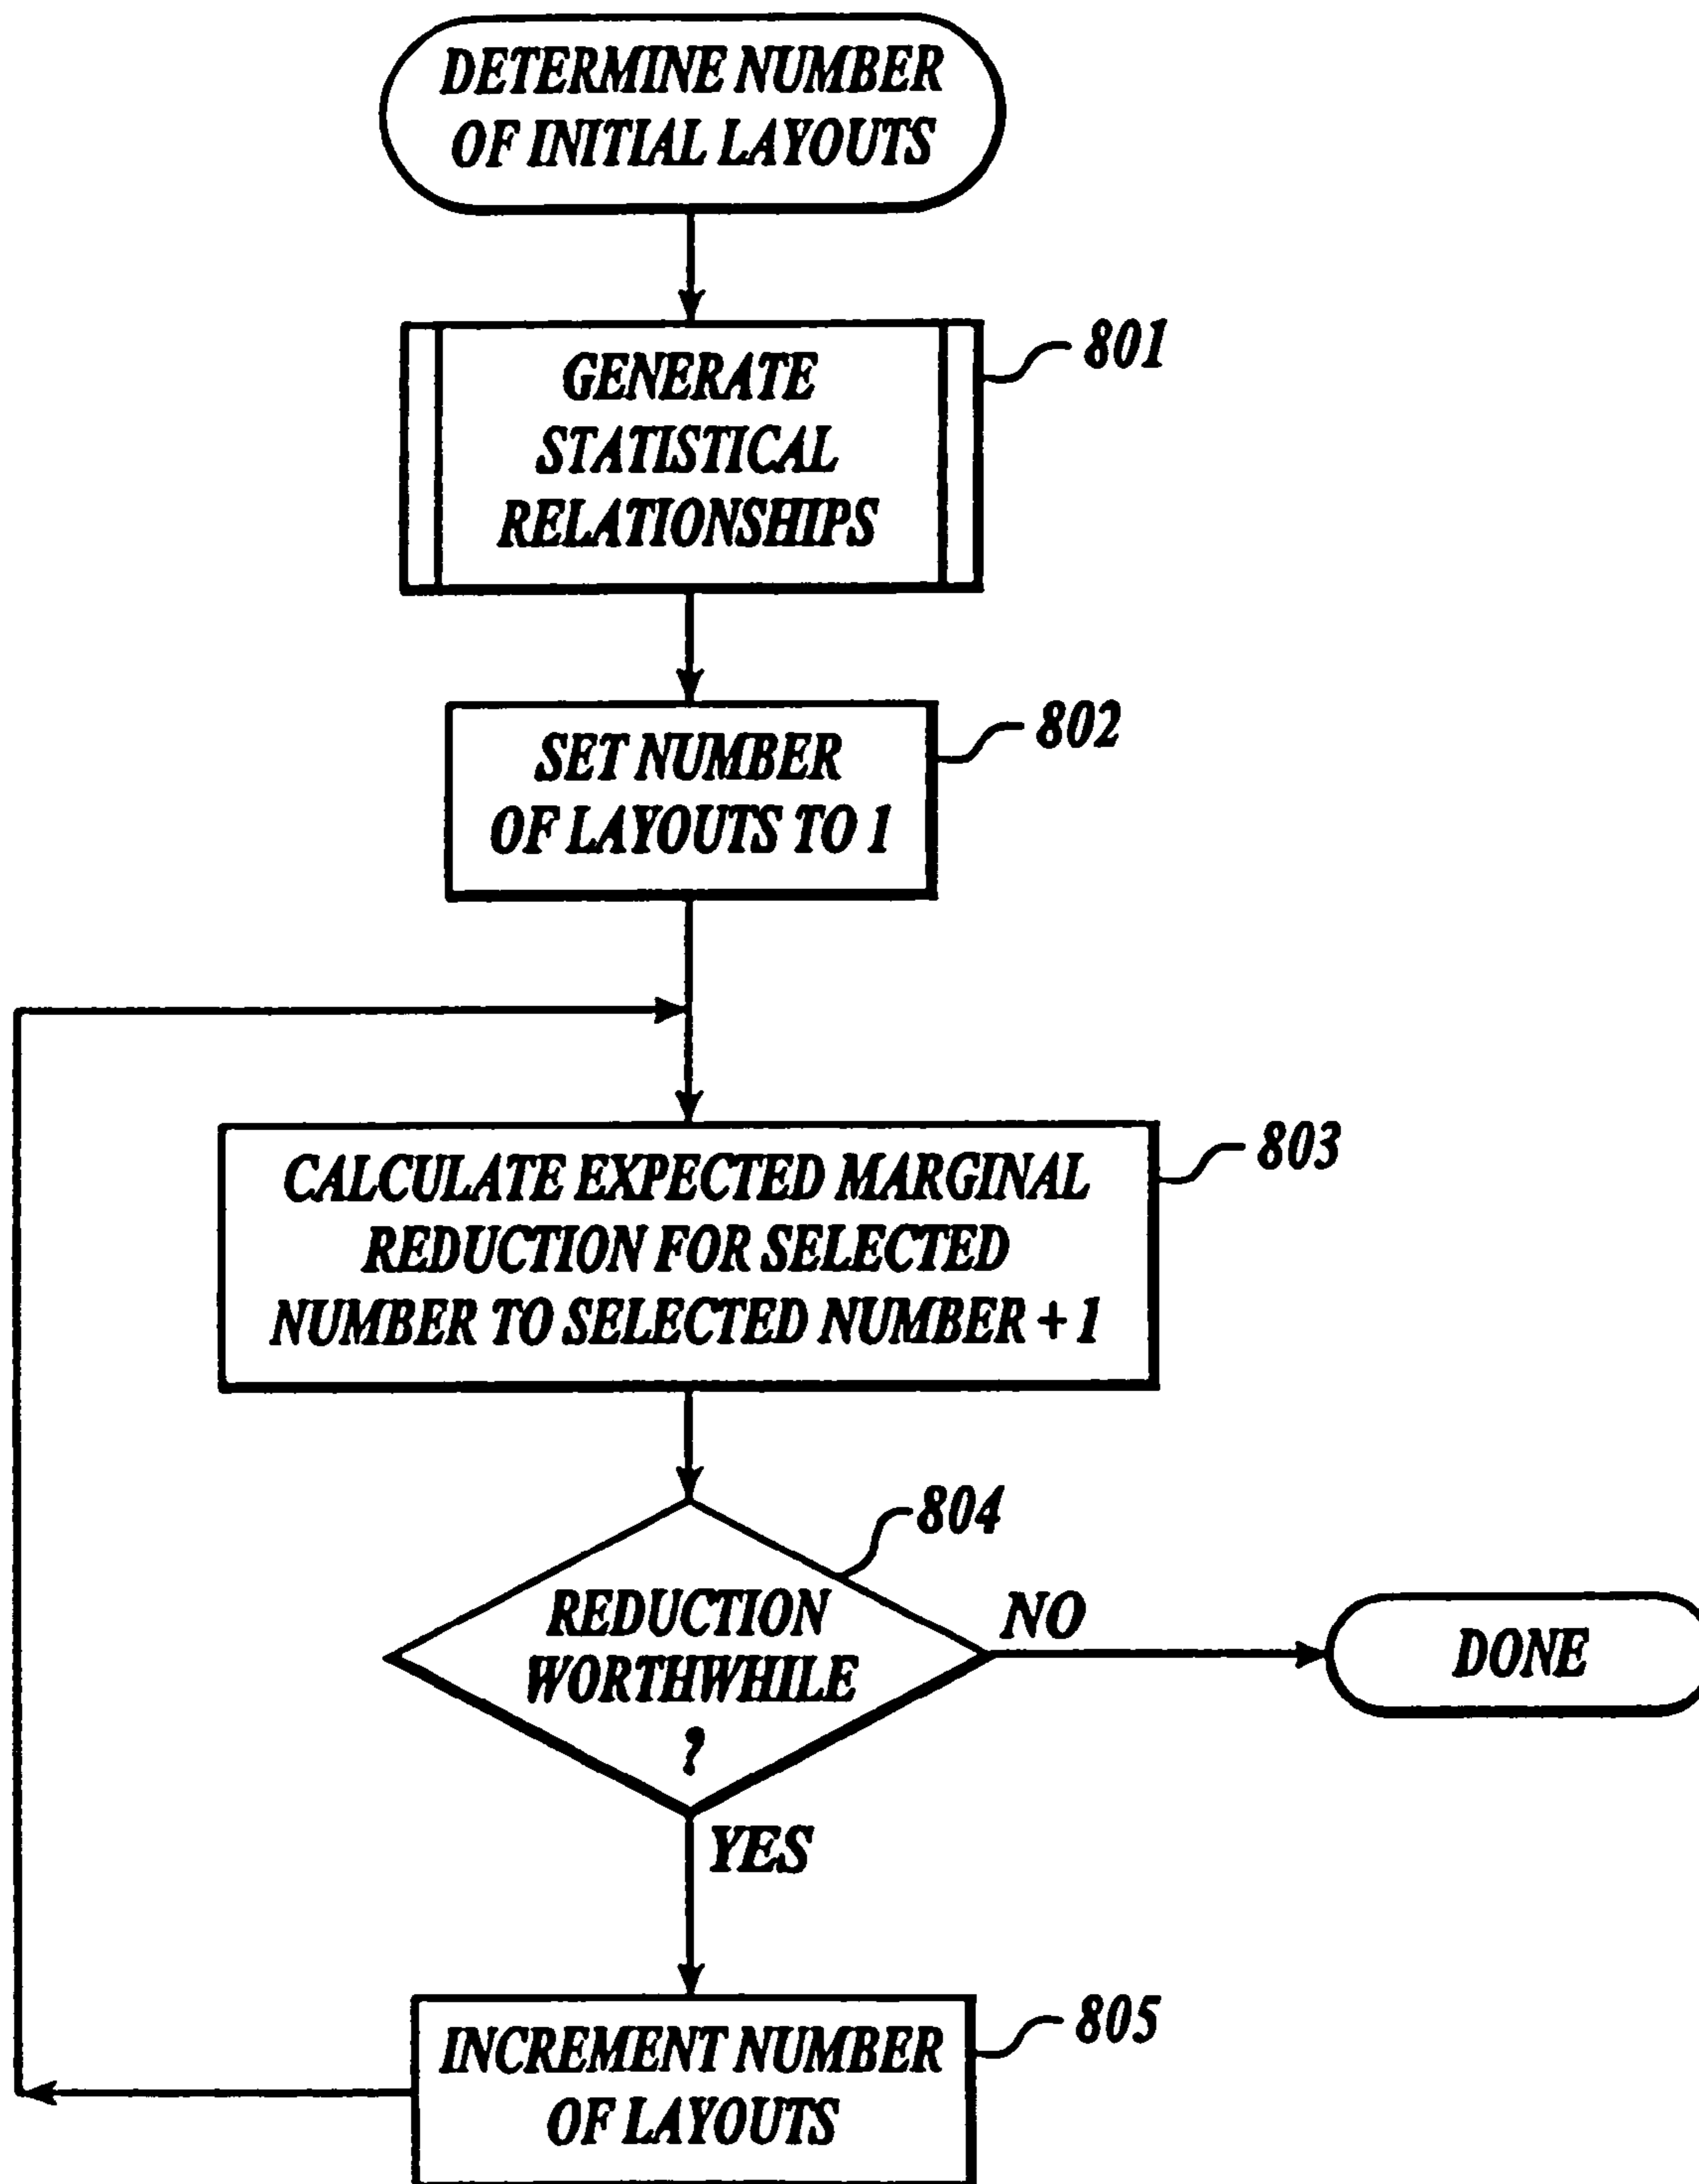 DETERMINE NUMBER
OF INITIAL LAYOUTS
GENERATE
STATISTICAL
RELATIONSHIPS
801
SET NUMBER
OF LAYOUTS TO 1
802
CALCULATE EXPECTED MARGINAL
REDUCTION FOR SELECTED
NUMBER TO SELECTED NUMBER + 1
803
REDUCTION
WORTHWHILE
?
804
NO
DONE
YES
INCREMENT NUMBER
OF LAYOUTS
805